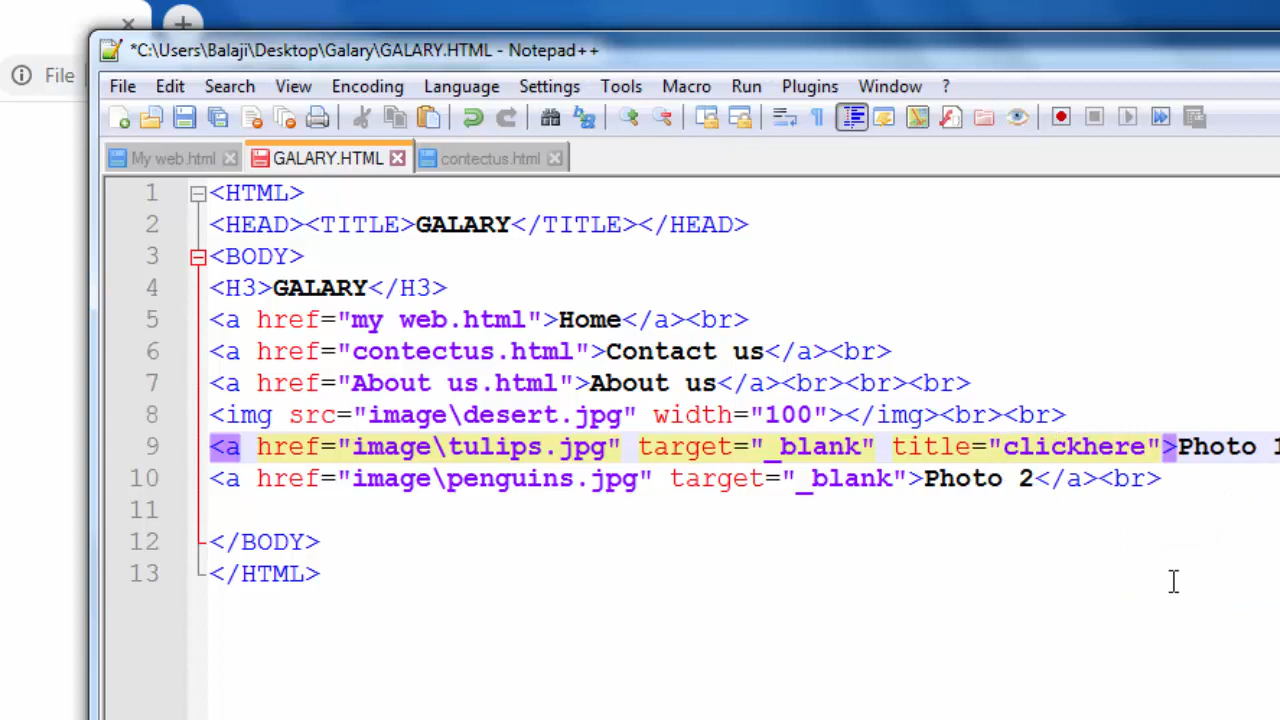 *C:\Users\Balaji\Desktop\Galary\GALARY.HTML - Notepad++
File
File Edit Search View Encoding Language Settings Tools Macro Run Plugins Window ?
My web.html GALARY.HTML contectus.html
1 <HTML>
2 <HEAD><TITLE>GALARY</TITLE></HEAD>
3 <BODY>
4 <H3>GALARY</H3>
5 <a href="my web.html">Home</a><br>
6 <a href="contectus.html">Contact us</a><br>
7 <a href="About us.html">About us</a><br><br><br>
8 <img src="image\desert.jpg" width="100"></img><br><br>
9 <a href="image\tulips.jpg" target="_blank" title="clickhere">Photo 1
10 <a href="image\penguins.jpg" target="_blank">Photo 2</a><br>
11
12 </BODY>
13 </HTML>